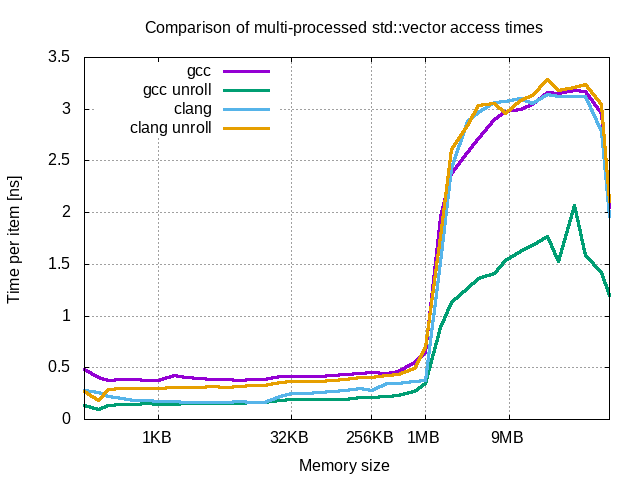 Comparison of multi-processed std::vector access times
3.5
3
2.5
2
1.5
1
0.5
0
Time per item [ns]
gcc
gcc unroll
clang
clang unroll
1KB 32KB 256KB 1MB 9MB
Memory size